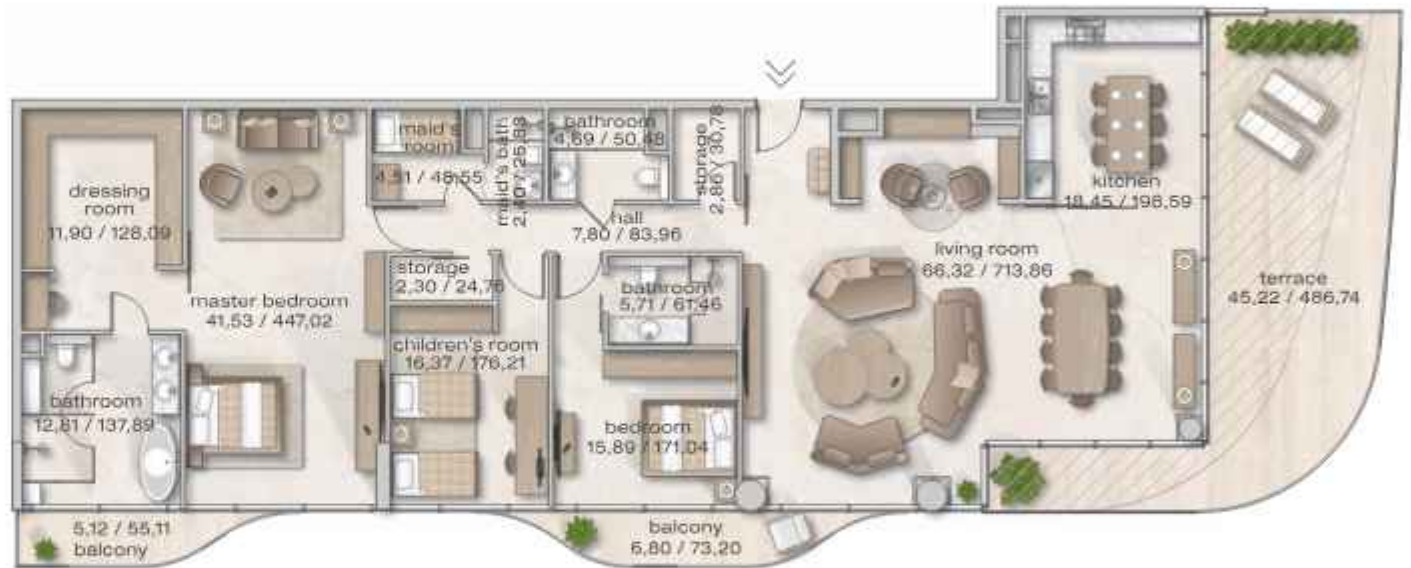 maid's
room
4,51 / 48,55
maid's bath
2,40 / 25,83
bathroom
4,69 / 50,48
storage
2,86 / 30,78
kitchen
18,45 / 198,59
dressing
room
11,90 / 128,09
hall
7,80 / 83,96
living room
66,32 / 713,86
storage
2,30 / 24,76
bathroom
5,71 / 61,46
terrace
45,22 / 486,74
master bedroom
41,53 / 447,02
children's room
16,37 / 176,21
bathroom
12,81 / 137,89
bedroom
15,89 / 171,04
5,12 / 55,11
balcony
balcony
6,80 / 73,20